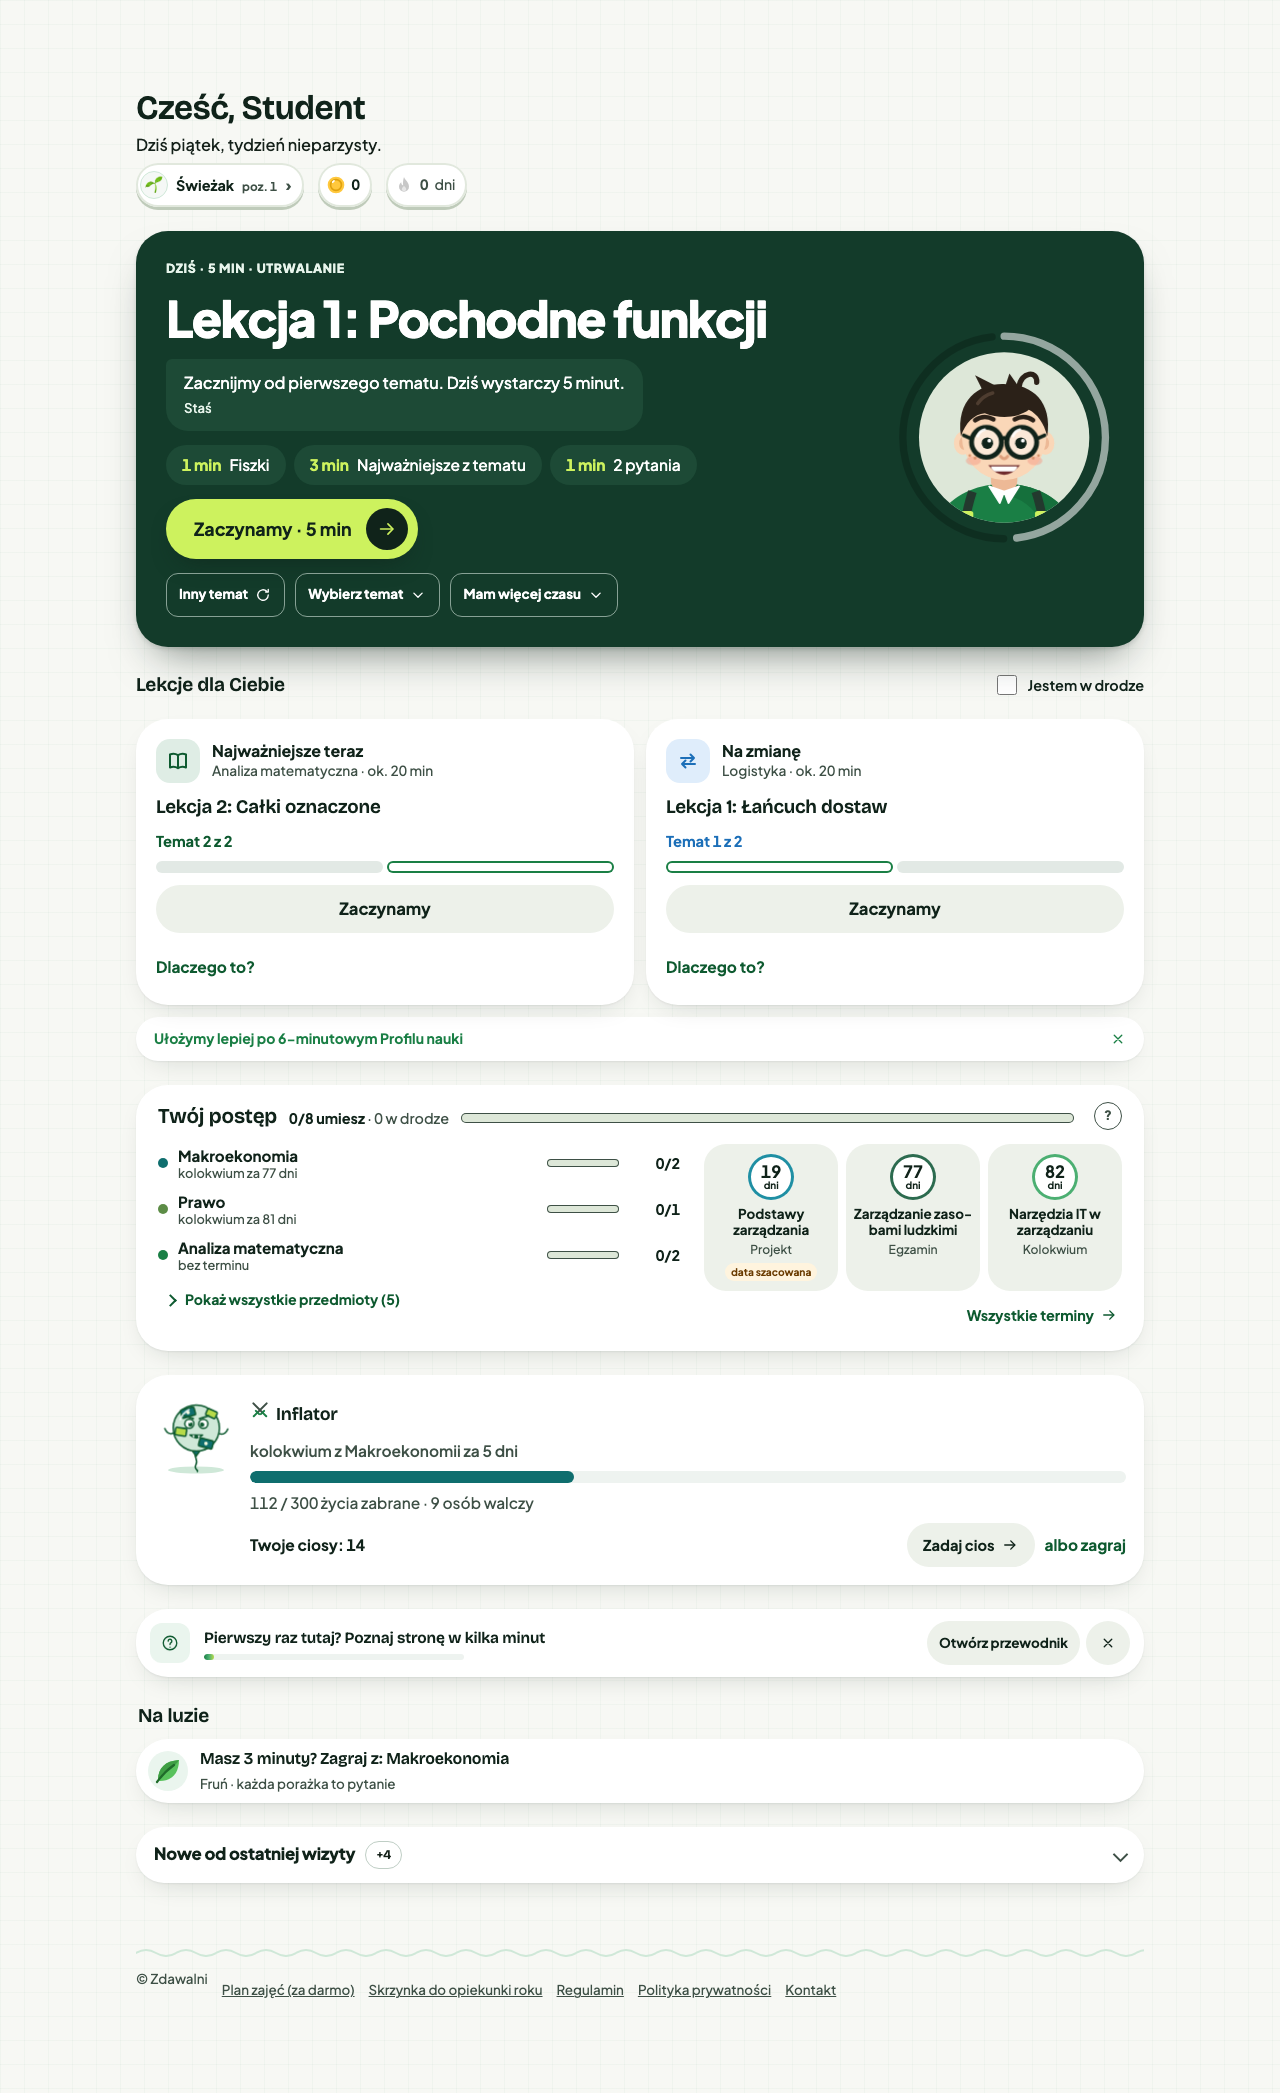 Cześć, Student
Dziś piątek, tydzień nieparzysty.
Świeżak poz. 1 ›
0
0 dni
DZIŚ · 5 MIN · UTRWALANIE
Lekcja 1: Pochodne funkcji
Zacznijmy od pierwszego tematu. Dziś wystarczy 5 minut.
Staś
1 min Fiszki
3 min Najważniejsze z tematu
1 min 2 pytania
Zaczynamy · 5 min
Inny temat
Wybierz temat
Mam więcej czasu
Lekcje dla Ciebie
Jestem w drodze
Najważniejsze teraz
Analiza matematyczna · ok. 20 min
Lekcja 2: Całki oznaczone
Temat 2 z 2
Zaczynamy
Dlaczego to?
Na zmianę
Logistyka · ok. 20 min
Lekcja 1: Łańcuch dostaw
Temat 1 z 2
Zaczynamy
Dlaczego to?
Ułożymy lepiej po 6-minutowym Profilu nauki
Twój postęp 0/8 umiesz · 0 w drodze
?
Makroekonomia
kolokwium za 77 dni
0/2
Prawo
kolokwium za 81 dni
0/1
Analiza matematyczna
bez terminu
0/2
Pokaż wszystkie przedmioty (5)
19
dni
Podstawy
zarządzania
Projekt
data szacowana
77
dni
Zarządzanie zaso-
bami ludzkimi
Egzamin
82
dni
Narzędzia IT w
zarządzaniu
Kolokwium
Wszystkie terminy →
Inflator
kolokwium z Makroekonomii za 5 dni
112 / 300 życia zabrane · 9 osób walczy
Twoje ciosy: 14
Zadaj cios →
albo zagraj
Pierwszy raz tutaj? Poznaj stronę w kilka minut
Otwórz przewodnik
Na luzie
Masz 3 minuty? Zagraj z: Makroekonomia
Fruń · każda porażka to pytanie
Nowe od ostatniej wizyty +4
© Zdawalni
Plan zajęć (za darmo) Skrzynka do opiekunki roku Regulamin Polityka prywatności Kontakt